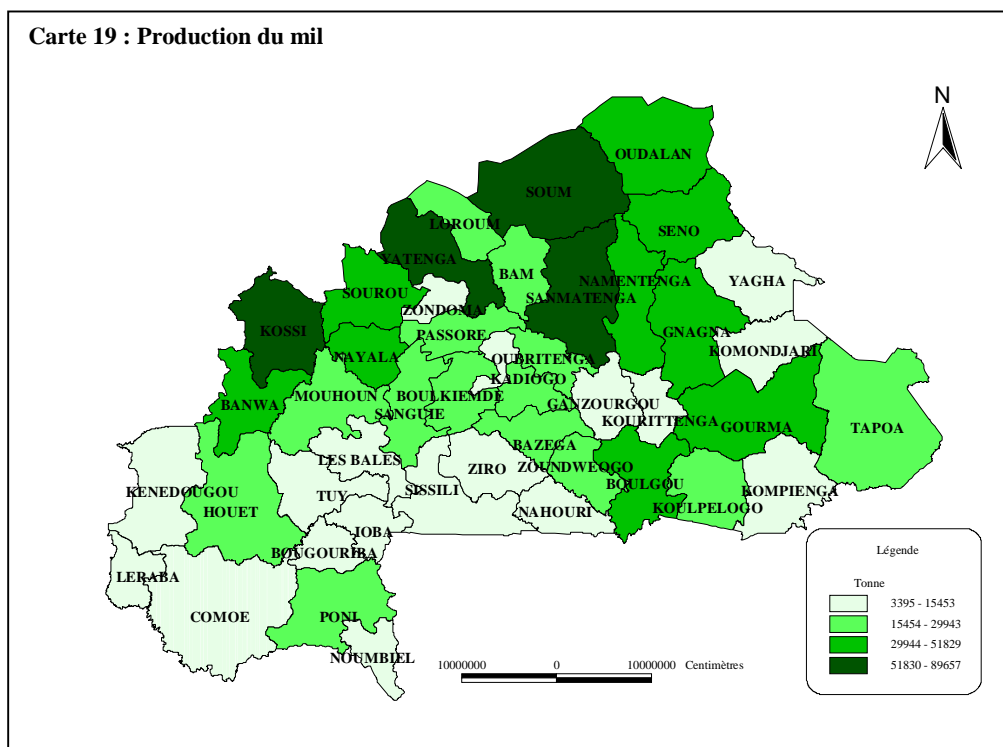 Carte 19 : Production du mil
N
OUDALAN
SOUM
LOROUM
SENO
YATENGA
BAM
NAMENTENGA
YAGHA
SOUROU
SANMATENGA
ZONDOMA
KOSSI
PASSORE
GNAGNA
KOMONDJARI
NAYALA
OUBRITENGA
KADIOGO
MOUHOUN
BOULKIEMDE
BANWA
SANGUIE
GANZOURGOU
KOURITTENGA
GOURMA
TAPOA
BAZEGA
LES BALES
ZIRO
ZOUNDWEOGO
BOULGOU
KENEDOUGOU
SISSILI
KOMPIENGA
TUY
HOUET
NAHOURI
KOULPELOGO
IOBA
BOUGOURIBA
LERABA
COMOE
PONI
NOUMBIEL
Légende
Tonne
3395 - 15453
15454 - 29943
29944 - 51829
51830 - 89657
10000000 0 10000000 Centimètres